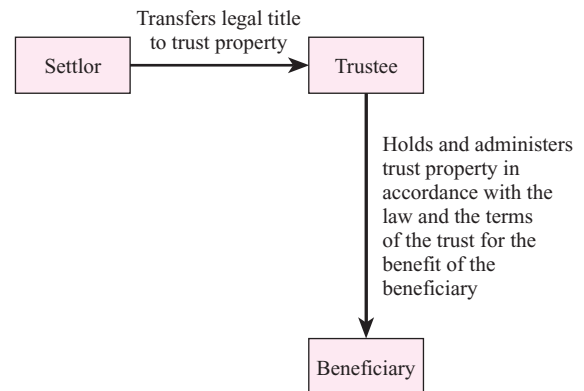 Transfers legal title
to trust property
Settlor
Trustee
Holds and administers
trust property in
accordance with the
law and the terms
of the trust for the
benefit of the
beneficiary
Beneficiary